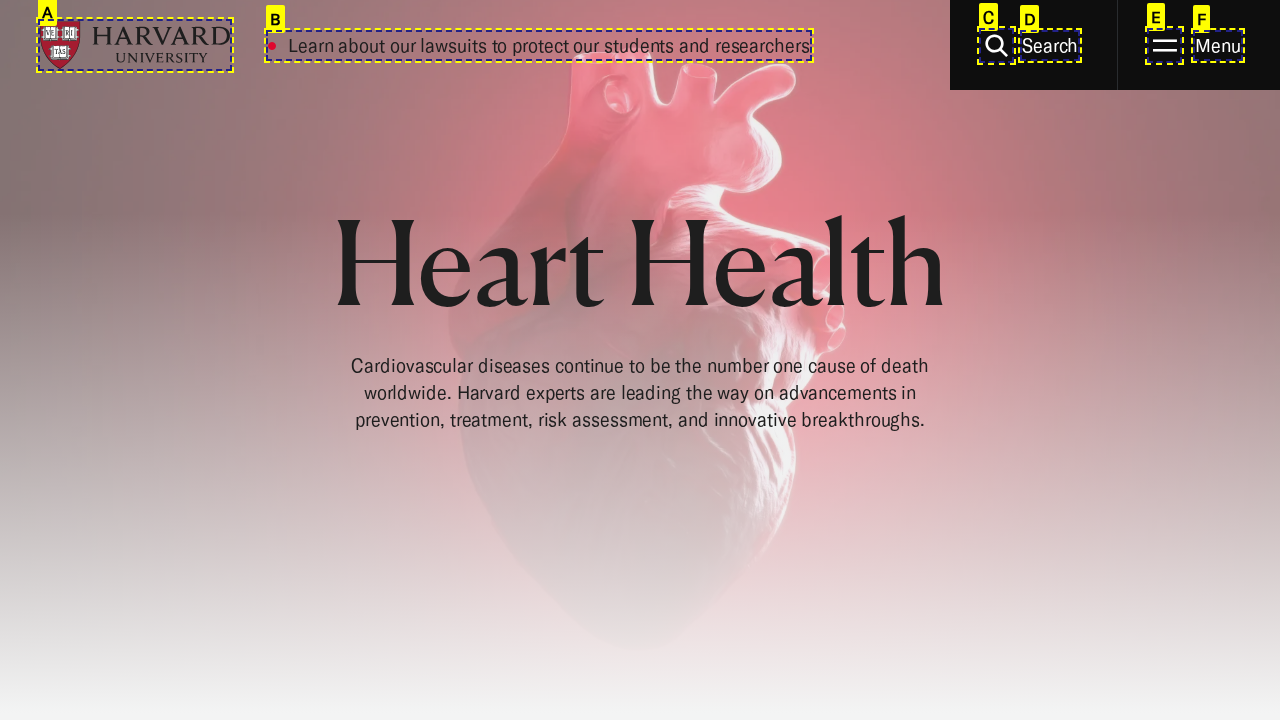 A
VE RI
TAS
HARVARD
UNIVERSITY
B
Learn about our lawsuits to protect our students and researchers
C
D
Search
E
F
Menu
Heart Health
Cardiovascular diseases continue to be the number one cause of death
worldwide. Harvard experts are leading the way on advancements in
prevention, treatment, risk assessment, and innovative breakthroughs.